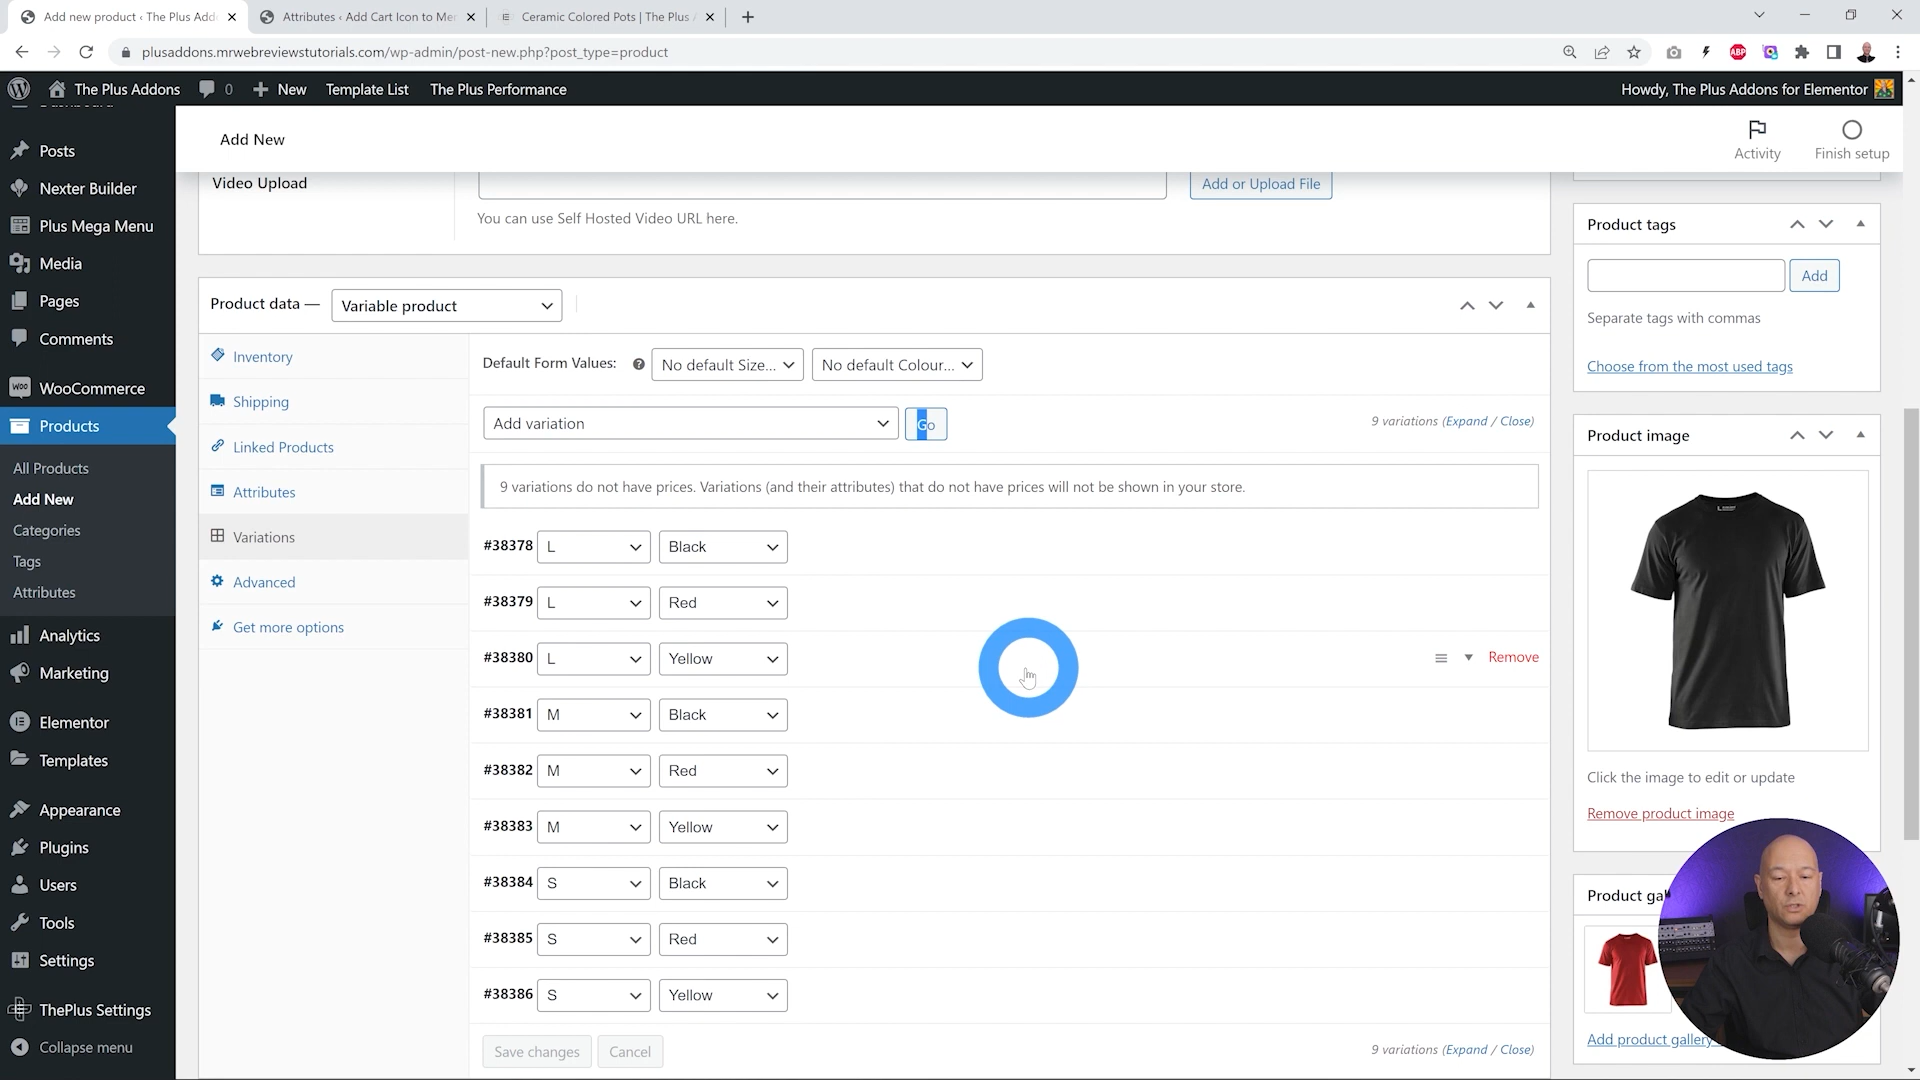 Add new product ‹ The Plus Add
Attributes ‹ Add Cart Icon to Mer
Ceramic Colored Pots | The Plus A
plusaddons.mrwebreviewstutorials.com/wp-admin/post-new.php?post_type=product
ABP
The Plus Addons
0
New
Template List
The Plus Performance
Howdy, The Plus Addons for Elementor
Dashboard
Posts
Nexter Builder
Plus Mega Menu
Media
Pages
Comments
WooCommerce
Products
All Products
Add New
Categories
Tags
Attributes
Analytics
Marketing
Elementor
Templates
Appearance
Plugins
Users
Tools
Settings
ThePlus Settings
Collapse menu
Add New
Activity
Finish setup
Video Upload
Add or Upload File
You can use Self Hosted Video URL here.
Product data —
Variable product
Inventory
Shipping
Linked Products
Attributes
Variations
Advanced
Get more options
Default Form Values:
No default Size...
No default Colour...
Add variation
Go
9 variations (Expand / Close)
9 variations do not have prices. Variations (and their attributes) that do not have prices will not be shown in your store.
#38378 L Black
#38379 L Red
#38380 L Yellow
Remove
#38381 M Black
#38382 M Red
#38383 M Yellow
#38384 S Black
#38385 S Red
#38386 S Yellow
Save changes
Cancel
9 variations (Expand / Close)
Product tags
Add
Separate tags with commas
Choose from the most used tags
Product image
Click the image to edit or update
Remove product image
Product gal
Add product gallery